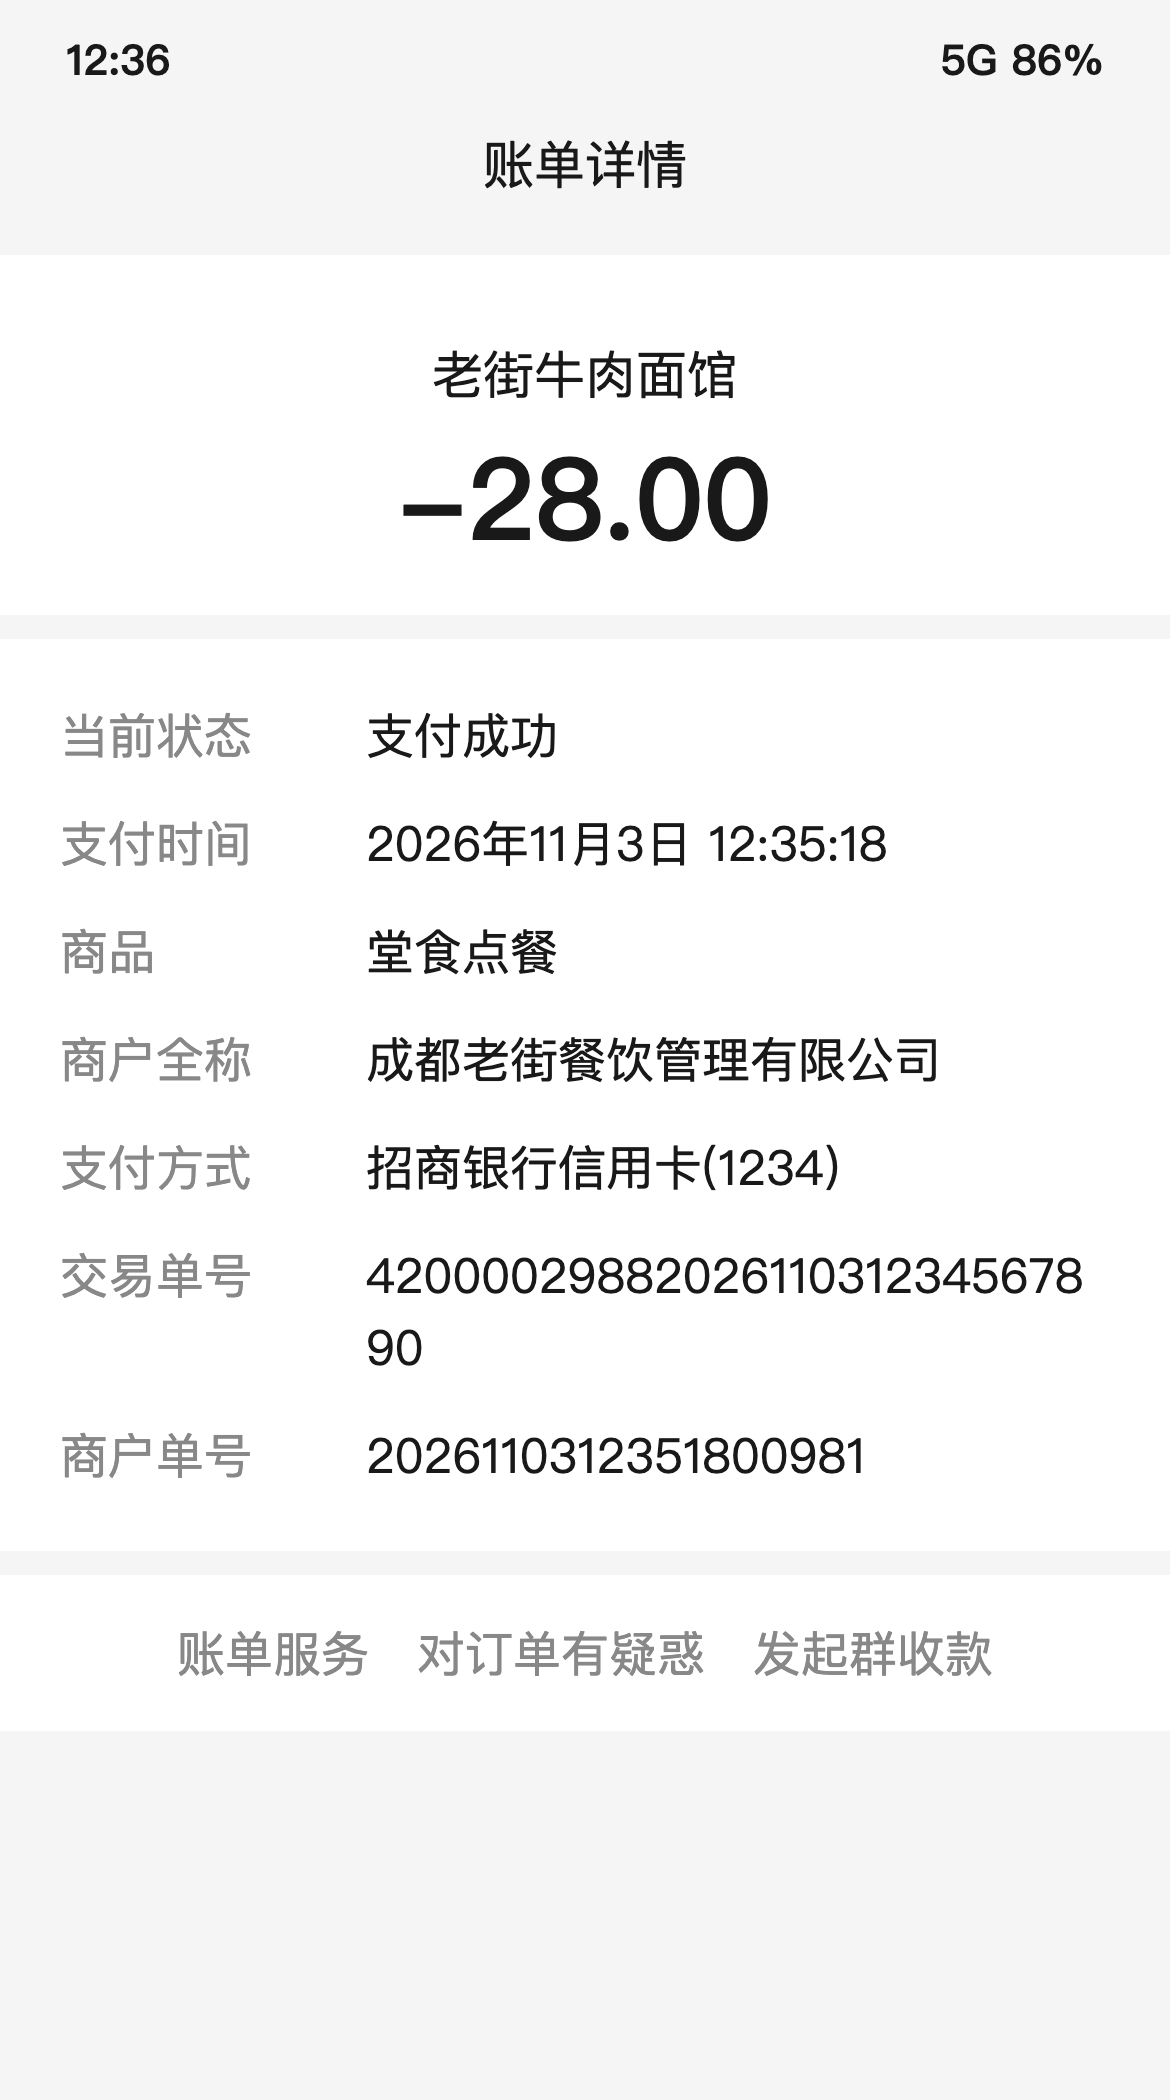 12:36 5G 86%
账单详情
老街牛肉面馆
–28.00
当前状态 支付成功
支付时间 2026年11月3日 12:35:18
商品 堂食点餐
商户全称 成都老街餐饮管理有限公司
支付方式 招商银行信用卡(1234)
交易单号 42000029882026110312345678
90
商户单号 2026110312351800981
账单服务 对订单有疑惑 发起群收款